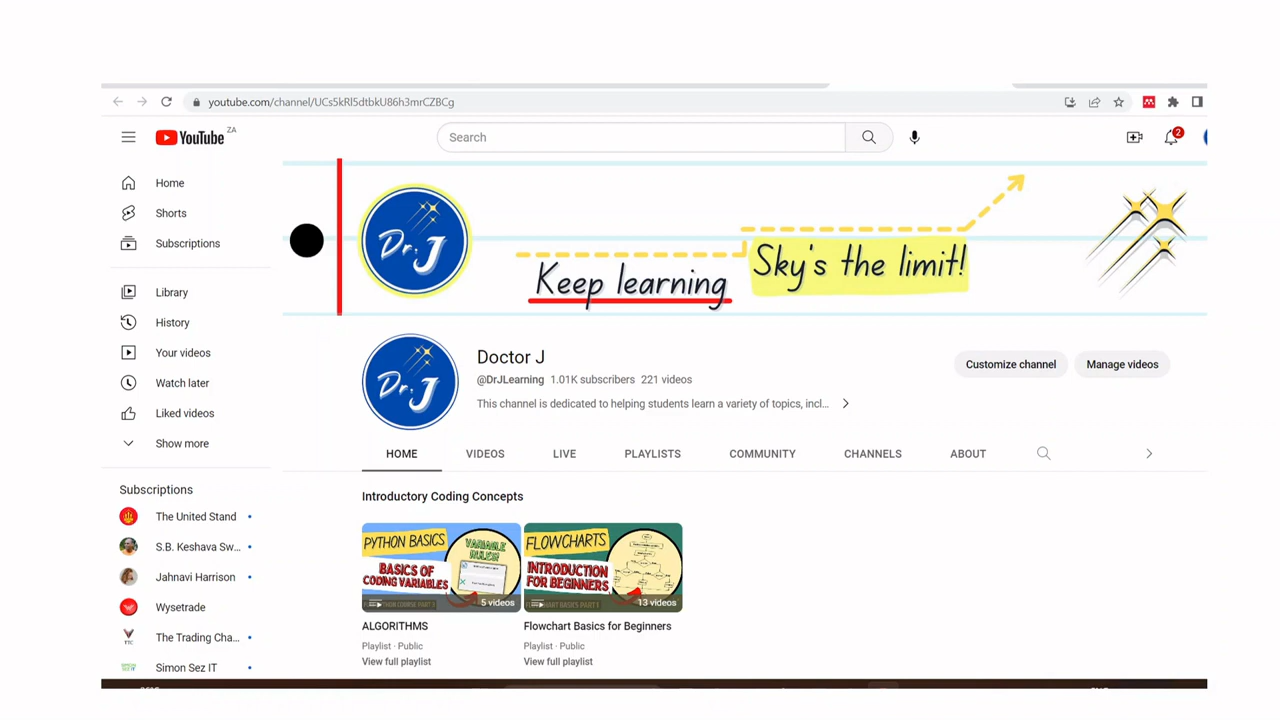 youtube.com/channel/UCs5kRl5dtbkU86h3mrCZBCg
YouTube ZA
Search
2
Home
Shorts
Subscriptions
Library
History
Your videos
Watch later
Liked videos
Show more
Subscriptions
The United Stand
S.B. Keshava Sw...
Jahnavi Harrison
Wysetrade
The Trading Cha...
Simon Sez IT
Dr. J
Keep learning
Sky's the limit!
Dr. J
Doctor J
@DrJLearning 1.01K subscribers 221 videos
This channel is dedicated to helping students learn a variety of topics, incl...
Customize channel
Manage videos
HOME VIDEOS LIVE PLAYLISTS COMMUNITY CHANNELS ABOUT
Introductory Coding Concepts
PYTHON BASICS
VARIABLE
RULES!
BASICS OF
CODING VARIABLES
5 videos
ALGORITHMS
Playlist · Public
View full playlist
FLOWCHARTS
INTRODUCTION
FOR BEGINNERS
13 videos
Flowchart Basics for Beginners
Playlist · Public
View full playlist